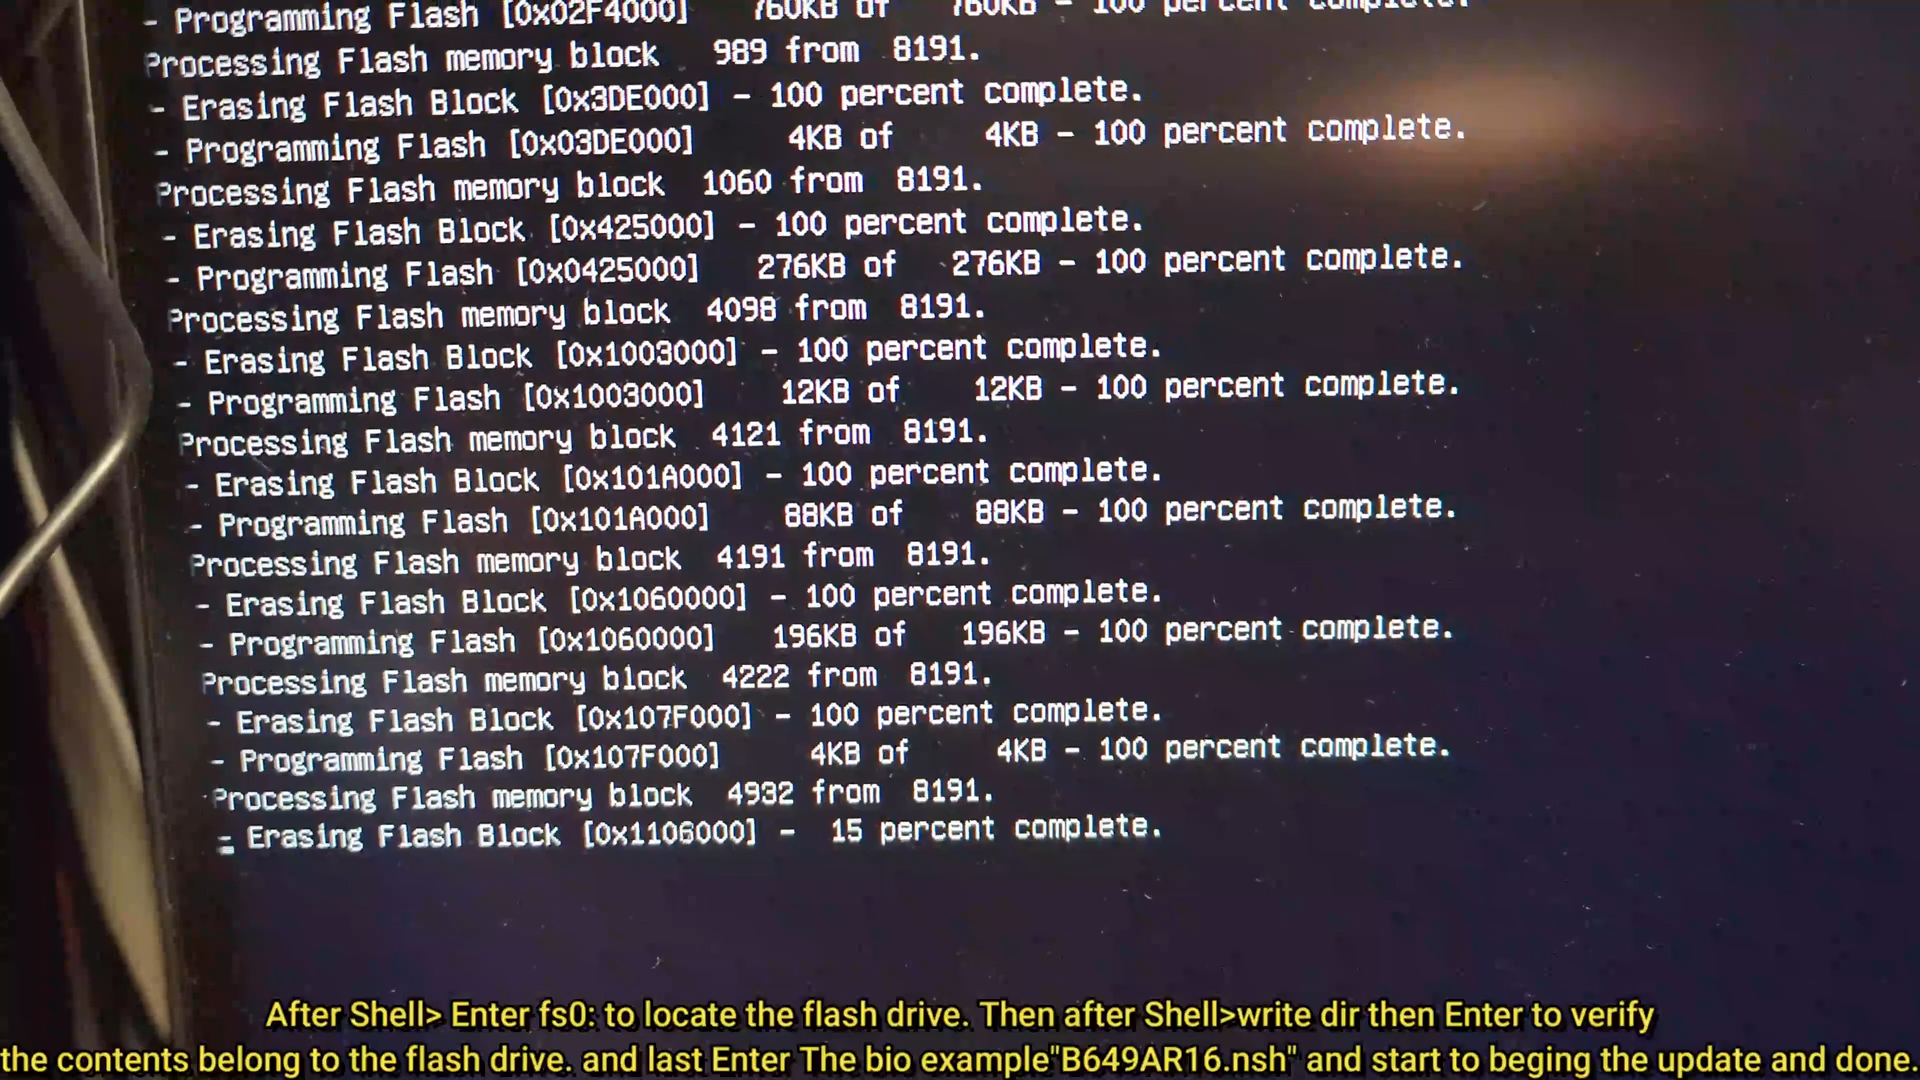 - Programming Flash [0x02F4000] 760KB of 760KB - 100 percent complete.
Processing Flash memory block 989 from 8191.
- Erasing Flash Block [0x3DE000] - 100 percent complete.
- Programming Flash [0x03DE000] 4KB of 4KB - 100 percent complete.
Processing Flash memory block 1060 from 8191.
- Erasing Flash Block [0x425000] - 100 percent complete.
- Programming Flash [0x0425000] 276KB of 276KB - 100 percent complete.
Processing Flash memory block 4098 from 8191.
- Erasing Flash Block [0x1003000] - 100 percent complete.
- Programming Flash [0x1003000] 12KB of 12KB - 100 percent complete.
Processing Flash memory block 4121 from 8191.
- Erasing Flash Block [0x101A000] - 100 percent complete.
- Programming Flash [0x101A000] 88KB of 88KB - 100 percent complete.
Processing Flash memory block 4191 from 8191.
- Erasing Flash Block [0x1060000] - 100 percent complete.
- Programming Flash [0x1060000] 196KB of 196KB - 100 percent complete.
Processing Flash memory block 4222 from 8191.
- Erasing Flash Block [0x107F000] - 100 percent complete.
- Programming Flash [0x107F000] 4KB of 4KB - 100 percent complete.
Processing Flash memory block 4932 from 8191.
- Erasing Flash Block [0x1106000] - 15 percent complete.
After Shell> Enter fs0: to locate the flash drive. Then after Shell>write dir then Enter to verify
the contents belong to the flash drive. and last Enter The bio example"B649AR16.nsh" and start to beging the update and done.